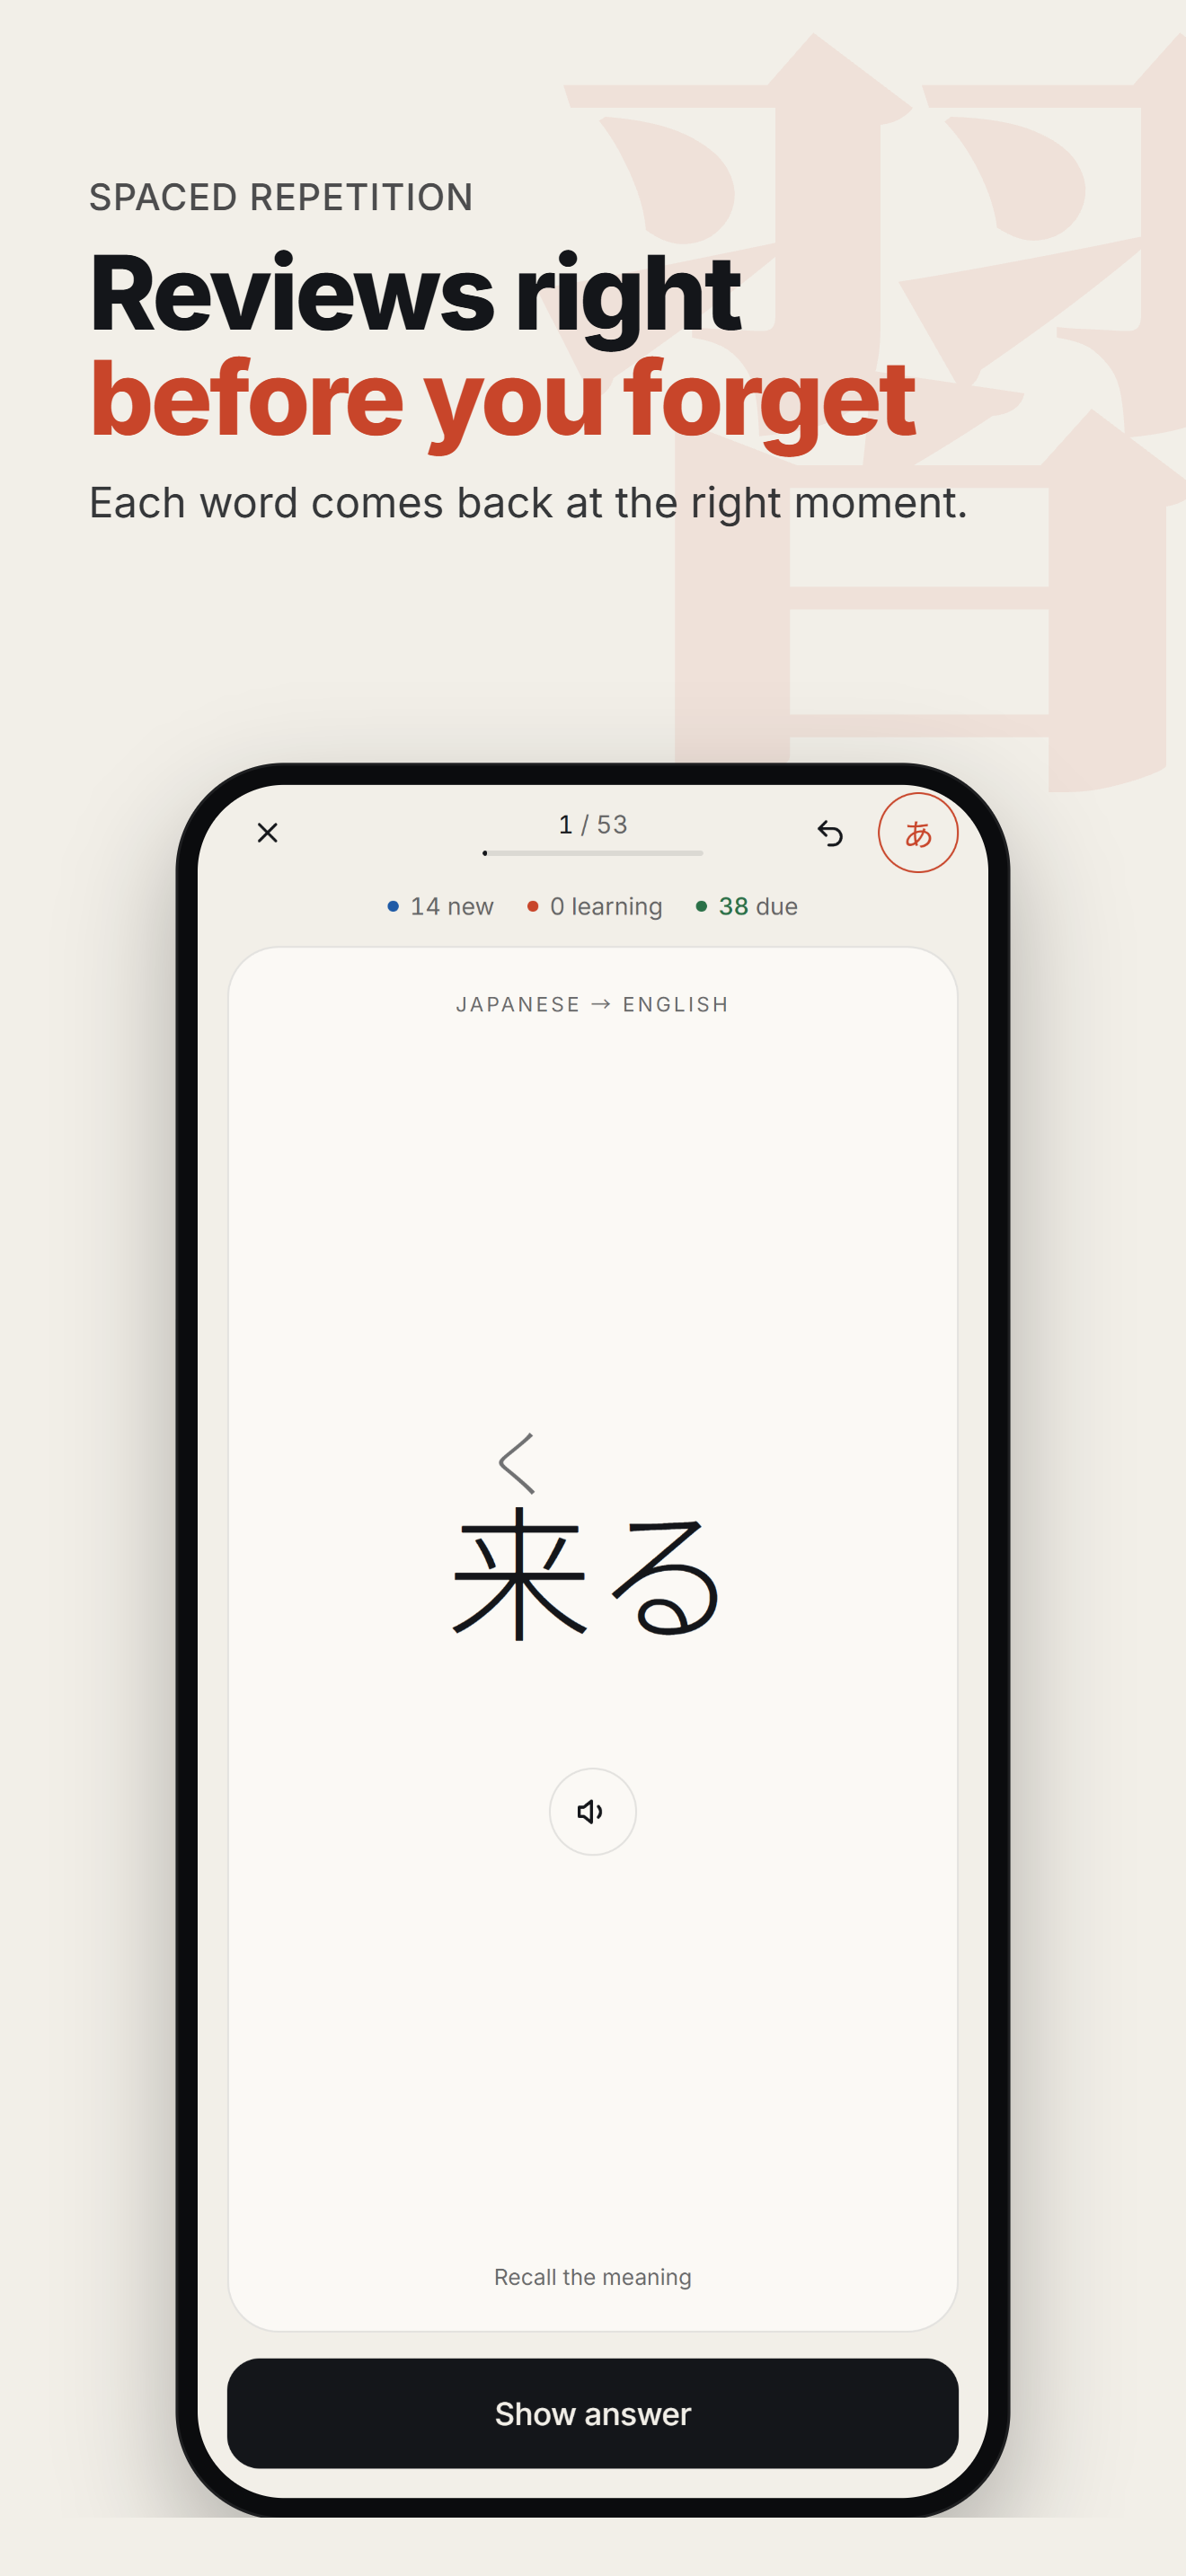 習
SPACED REPETITION
Reviews right
before you forget
Each word comes back at the right moment.
1 / 53
あ
14 new 0 learning 38 due
JAPANESE → ENGLISH
く
来る
Recall the meaning
Show answer